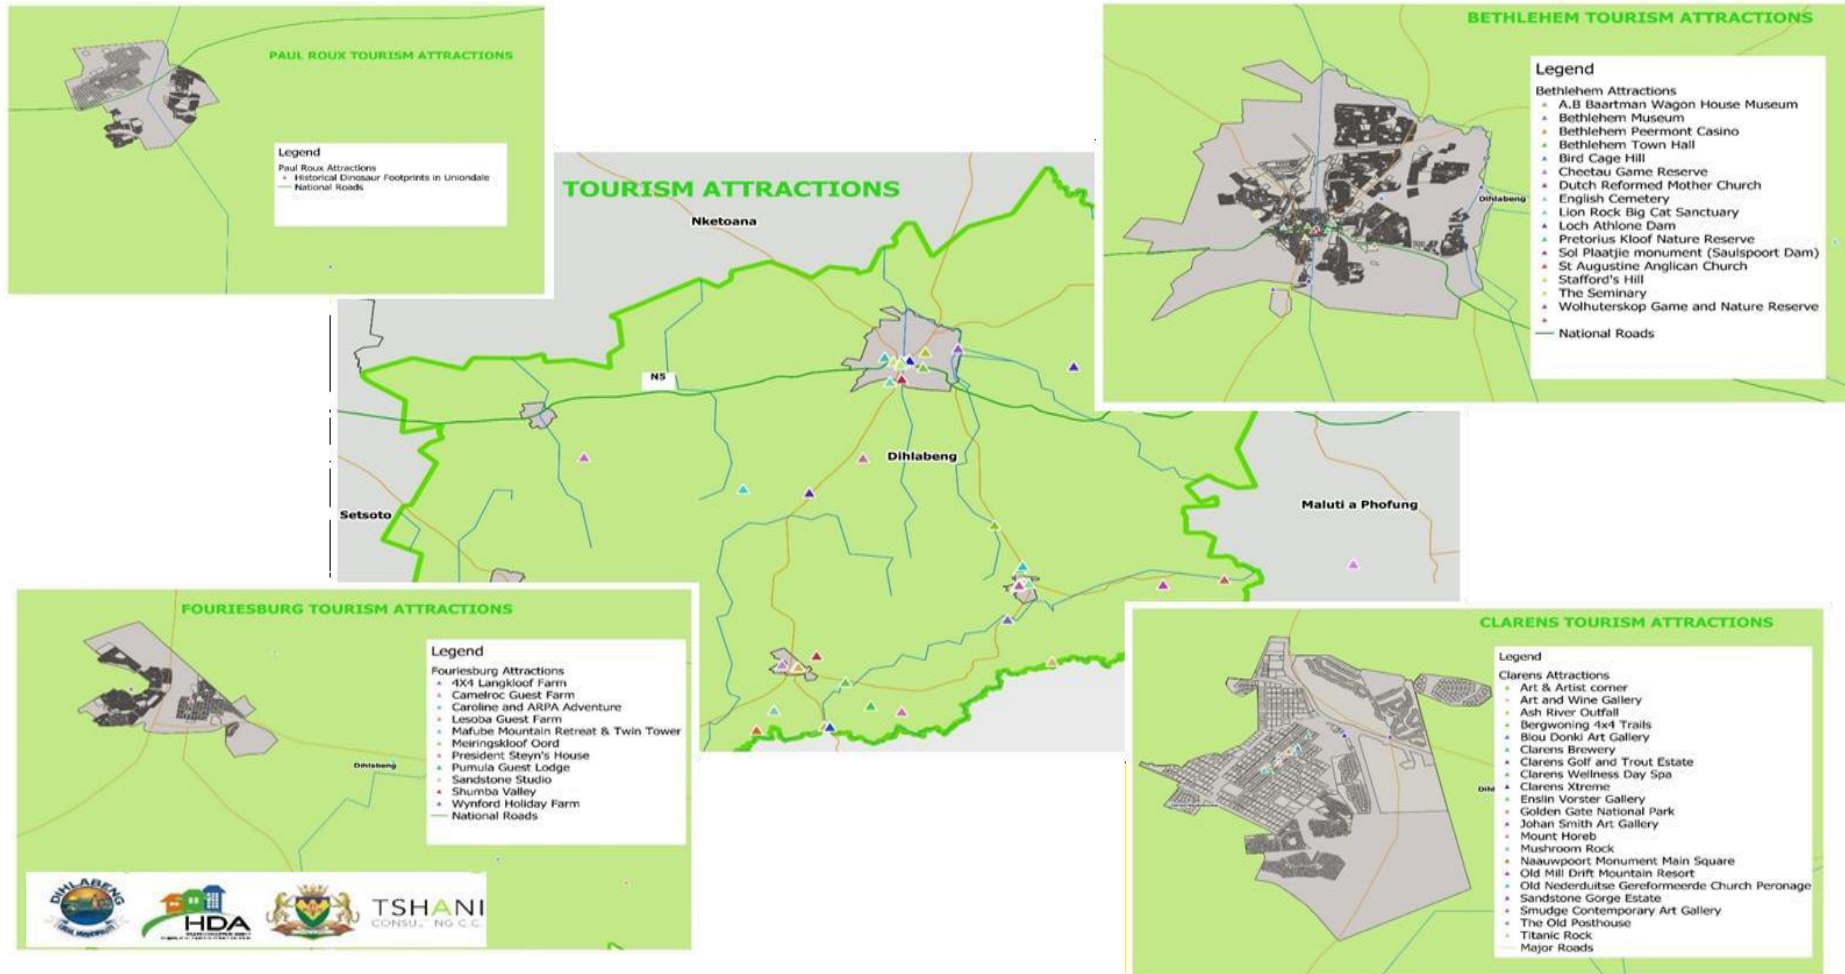 PAUL ROUX TOURISM ATTRACTIONS
Legend
Paul Roux Attractions
Historical Dinosaur Footprints in Uniondale
National Roads
BETHLEHEM TOURISM ATTRACTIONS
Legend
Bethlehem Attractions
A.B Baartman Wagon House Museum
Bethlehem Museum
Bethlehem Peermont Casino
Bethlehem Town Hall
Bird Cage Hill
Cheetau Game Reserve
Dutch Reformed Mother Church
English Cemetery
Lion Rock Big Cat Sanctuary
Loch Athlone Dam
Pretorius Kloof Nature Reserve
Sol Plaatjie monument (Saulspoort Dam)
St Augustine Anglican Church
Stafford's Hill
The Seminary
Wolhuterskop Game and Nature Reserve
National Roads
Dihlabeng
TOURISM ATTRACTIONS
Nketoana
N5
Dihlabeng
Setsoto
Maluti a Phofung
FOURIESBURG TOURISM ATTRACTIONS
Legend
Fouriesburg Attractions
4X4 Langkloof Farm
Camelroc Guest Farm
Caroline and ARPA Adventure
Lesoba Guest Farm
Mafube Mountain Retreat & Twin Tower
Meiringskloof Oord
President Steyn's House
Pumula Guest Lodge
Sandstone Studio
Shumba Valley
Wynford Holiday Farm
National Roads
Dihlabeng
DIHLABENG
LOCAL MUNICIPALITY
HDA
TSHANI
CONSULTING C.C.
CLARENS TOURISM ATTRACTIONS
Legend
Clarens Attractions
Art & Artist corner
Art and Wine Gallery
Ash River Outfall
Bergwoning 4x4 Trails
Blou Donki Art Gallery
Clarens Brewery
Clarens Golf and Trout Estate
Clarens Wellness Day Spa
Clarens Xtreme
Enslin Vorster Gallery
Golden Gate National Park
Johan Smith Art Gallery
Mount Horeb
Mushroom Rock
Naauwpoort Monument Main Square
Old Mill Drift Mountain Resort
Old Nederduitse Gereformeerde Church Peronage
Sandstone Gorge Estate
Smudge Contemporary Art Gallery
The Old Posthouse
Titanic Rock
Major Roads
Dihl